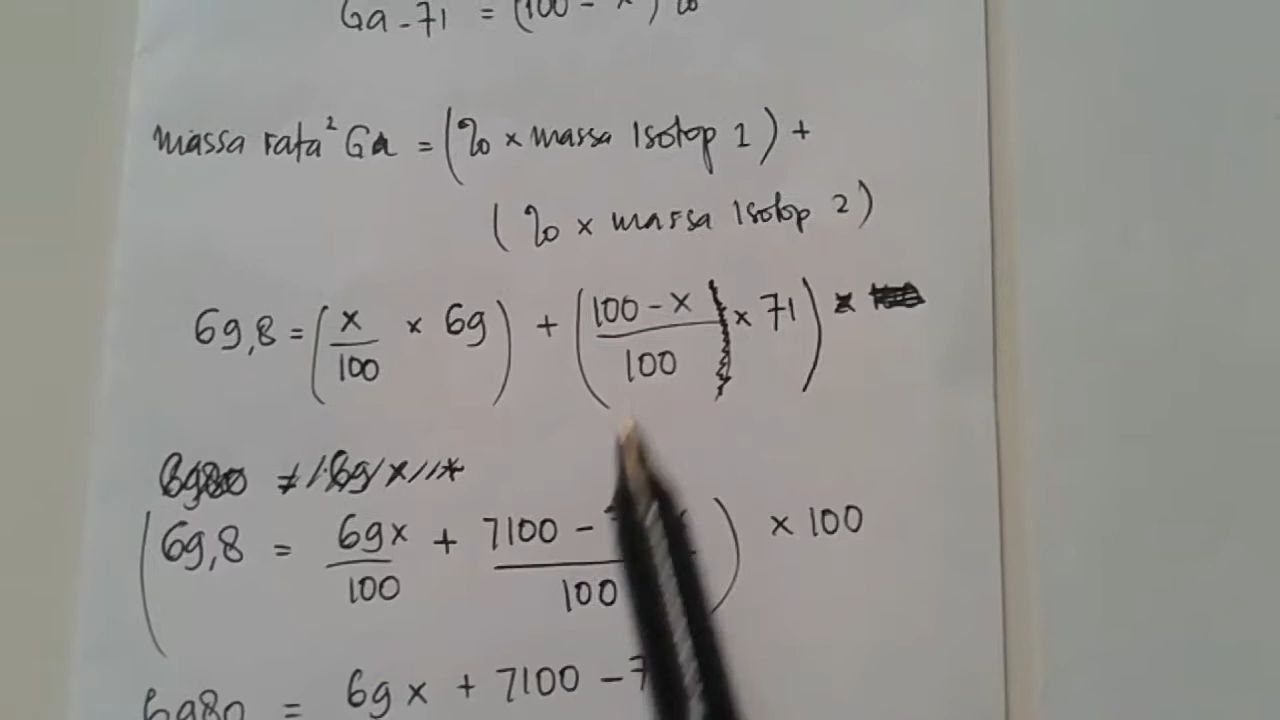 Ga-71 = (100 - x) %
massa rata² Ga = (% x massa Isotop 1) +
(% x massa Isotop 2)
69,8 = (x/100 x 69) + (100 - x/100 x 71) x
(69,8 = 69x/100 + 7100 -/100) x 100
6980 = 69x + 7100 - 7